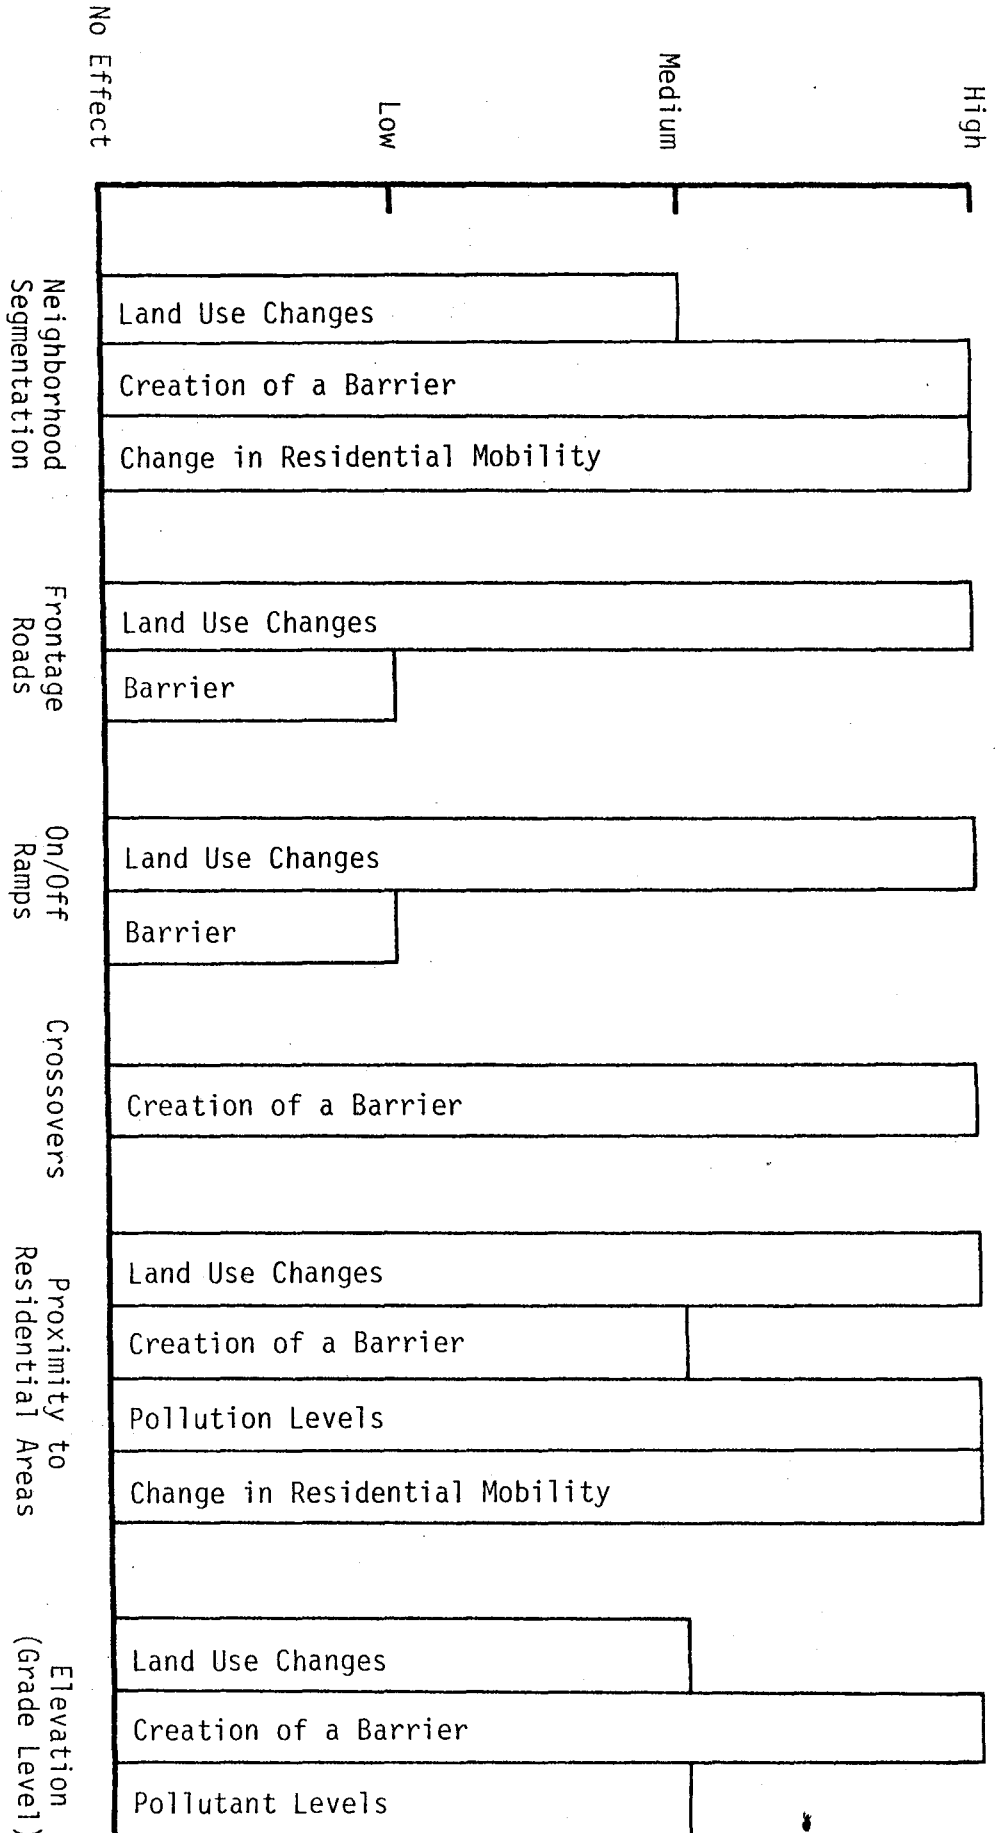 No Effect
Low
Medium
High
Neighborhood
Segmentation
Land Use Changes
Creation of a Barrier
Change in Residential Mobility
Frontage
Roads
Land Use Changes
Barrier
On/Off
Ramps
Land Use Changes
Barrier
Crossovers
Creation of a Barrier
Proximity to
Residential Areas
Land Use Changes
Creation of a Barrier
Pollution Levels
Change in Residential Mobility
Elevation
(Grade Level)
Land Use Changes
Creation of a Barrier
Pollutant Levels